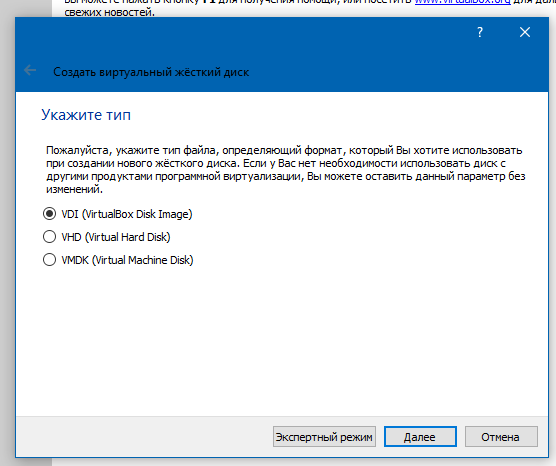 Вы можете нажать кнопку F1 для получения помощи, или посетить www.virtualbox.org для
свежих новостей.
?
Создать виртуальный жёсткий диск
Укажите тип
Пожалуйста, укажите тип файла, определяющий формат, который Вы хотите использовать
при создании нового жёсткого диска. Если у Вас нет необходимости использовать диск с
другими продуктами программной виртуализации, Вы можете оставить данный параметр без
изменений.
VDI (VirtualBox Disk Image)
VHD (Virtual Hard Disk)
VMDK (Virtual Machine Disk)
Экспертный режим
Далее
Отмена